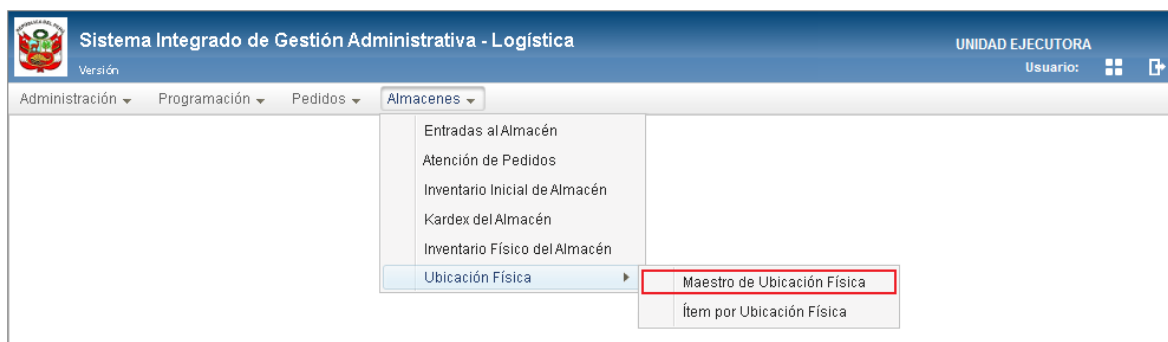 Sistema Integrado de Gestión Administrativa - Logística
UNIDAD EJECUTORA
Versión
Usuario:
Administración Programación Pedidos Almacenes
Entradas al Almacén
Atención de Pedidos
Inventario Inicial de Almacén
Kardex del Almacén
Inventario Físico del Almacén
Ubicación Física
Maestro de Ubicación Física
Ítem por Ubicación Física